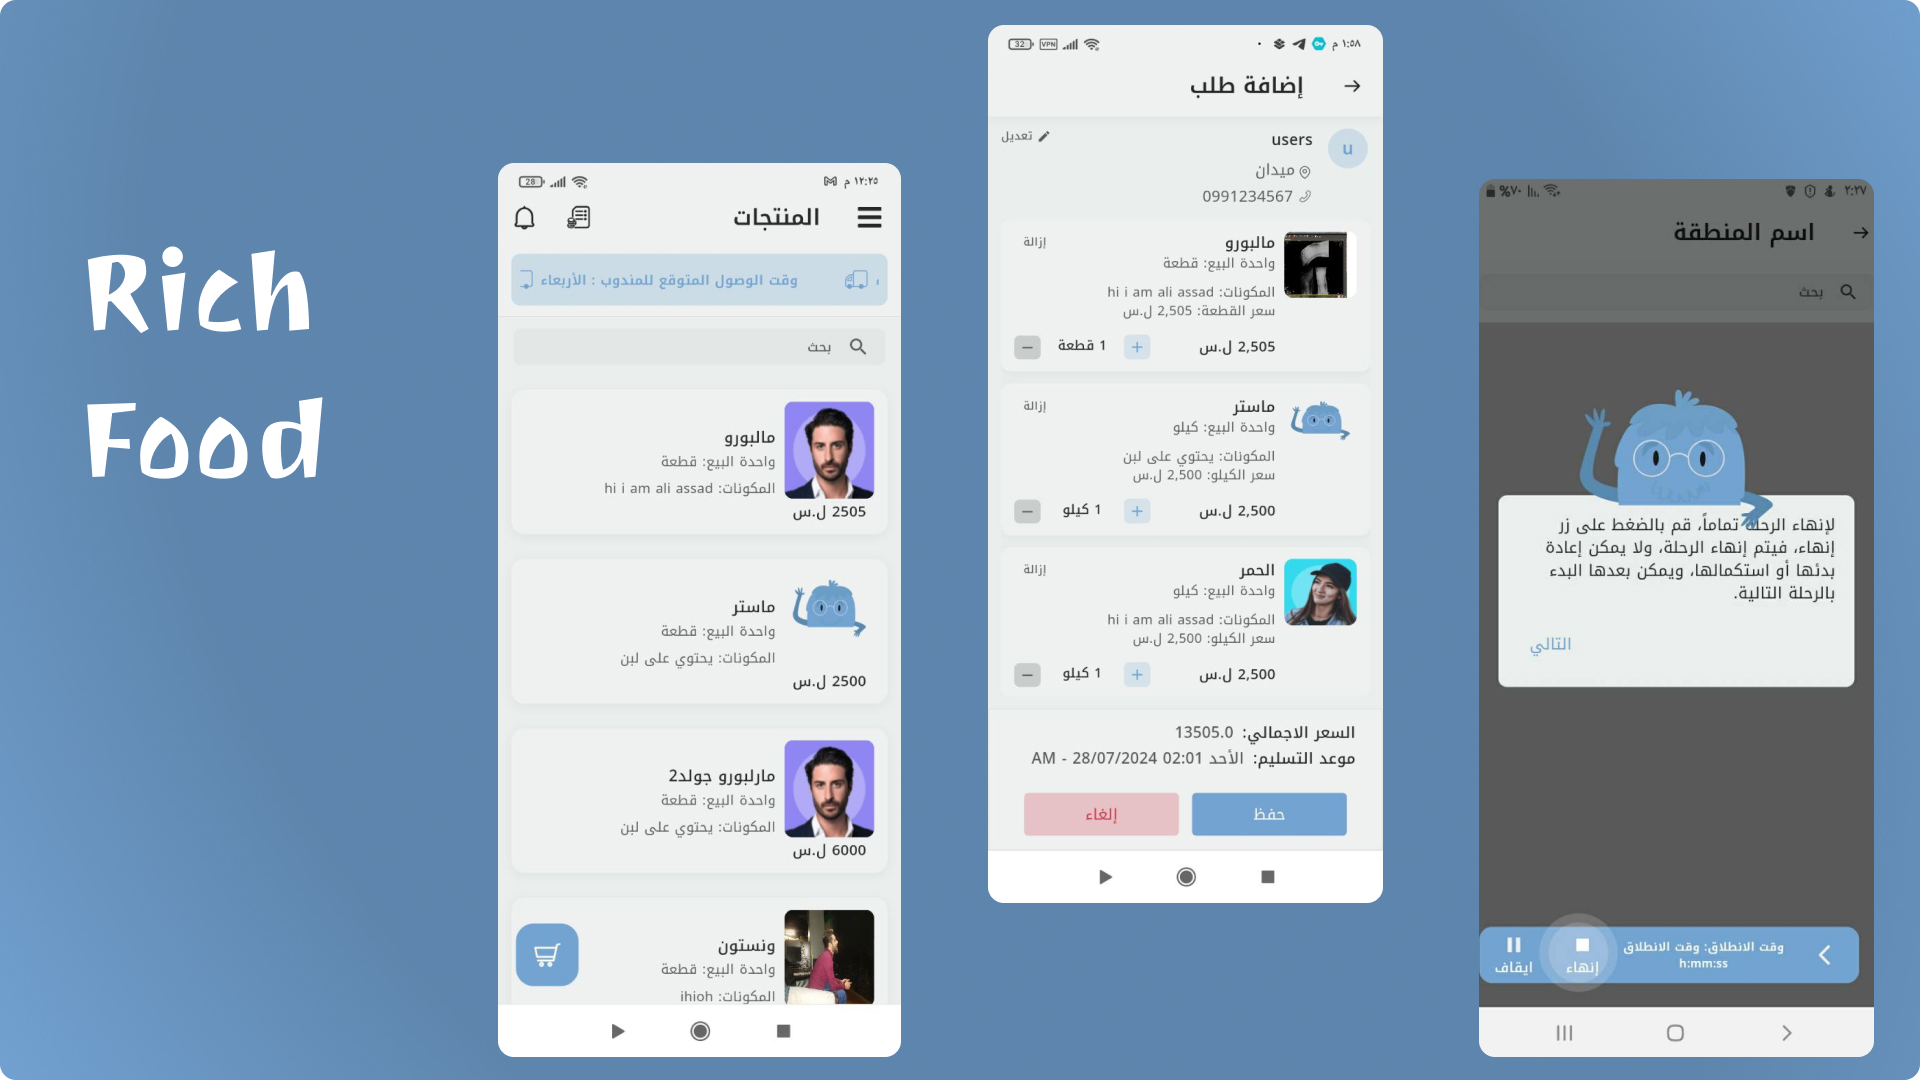 Rich
Food
28
١٢:٢٥ م
المنتجات
وقت الوصول المتوقع للمندوب : الأربعاء
بحث
مالبورو
واحدة البيع: قطعة
المكونات: hi i am ali assad
2505 ل.س
ماستر
واحدة البيع: قطعة
المكونات: يحتوي على لبن
2500 ل.س
مارلبورو جولد2
واحدة البيع: قطعة
المكونات: يحتوي على لبن
6000 ل.س
ونستون
واحدة البيع: قطعة
المكونات: ihioh
32 VPN
١:٥٨ م
إضافة طلب
تعديل
users
u
ميدان
0991234567
إزالة
مالبورو
واحدة البيع: قطعة
المكونات: hi i am ali assad
سعر القطعة: 2,505 ل.س
2,505 ل.س
+
1 قطعة
−
إزالة
ماستر
واحدة البيع: كيلو
المكونات: يحتوي على لبن
سعر الكيلو: 2,500 ل.س
2,500 ل.س
+
1 كيلو
−
إزالة
الحمر
واحدة البيع: كيلو
المكونات: hi i am ali assad
سعر الكيلو: 2,500 ل.س
2,500 ل.س
+
1 كيلو
−
السعر الاجمالي: 13505.0
موعد التسليم: الأحد 28/07/2024 02:01 - AM
حفظ
إلغاء
%٧٠
٢:٢٧
اسم المنطقة
بحث
لإنهاء الرحلة تماماً، قم بالضغط على زر
إنهاء، فيتم إنهاء الرحلة، ولا يمكن إعادة
بدئها أو استكمالها، ويمكن بعدها البدء
بالرحلة التالية.
التالي
وقت الانطلاق: وقت الانطلاق
h:mm:ss
إنهاء
ايقاف